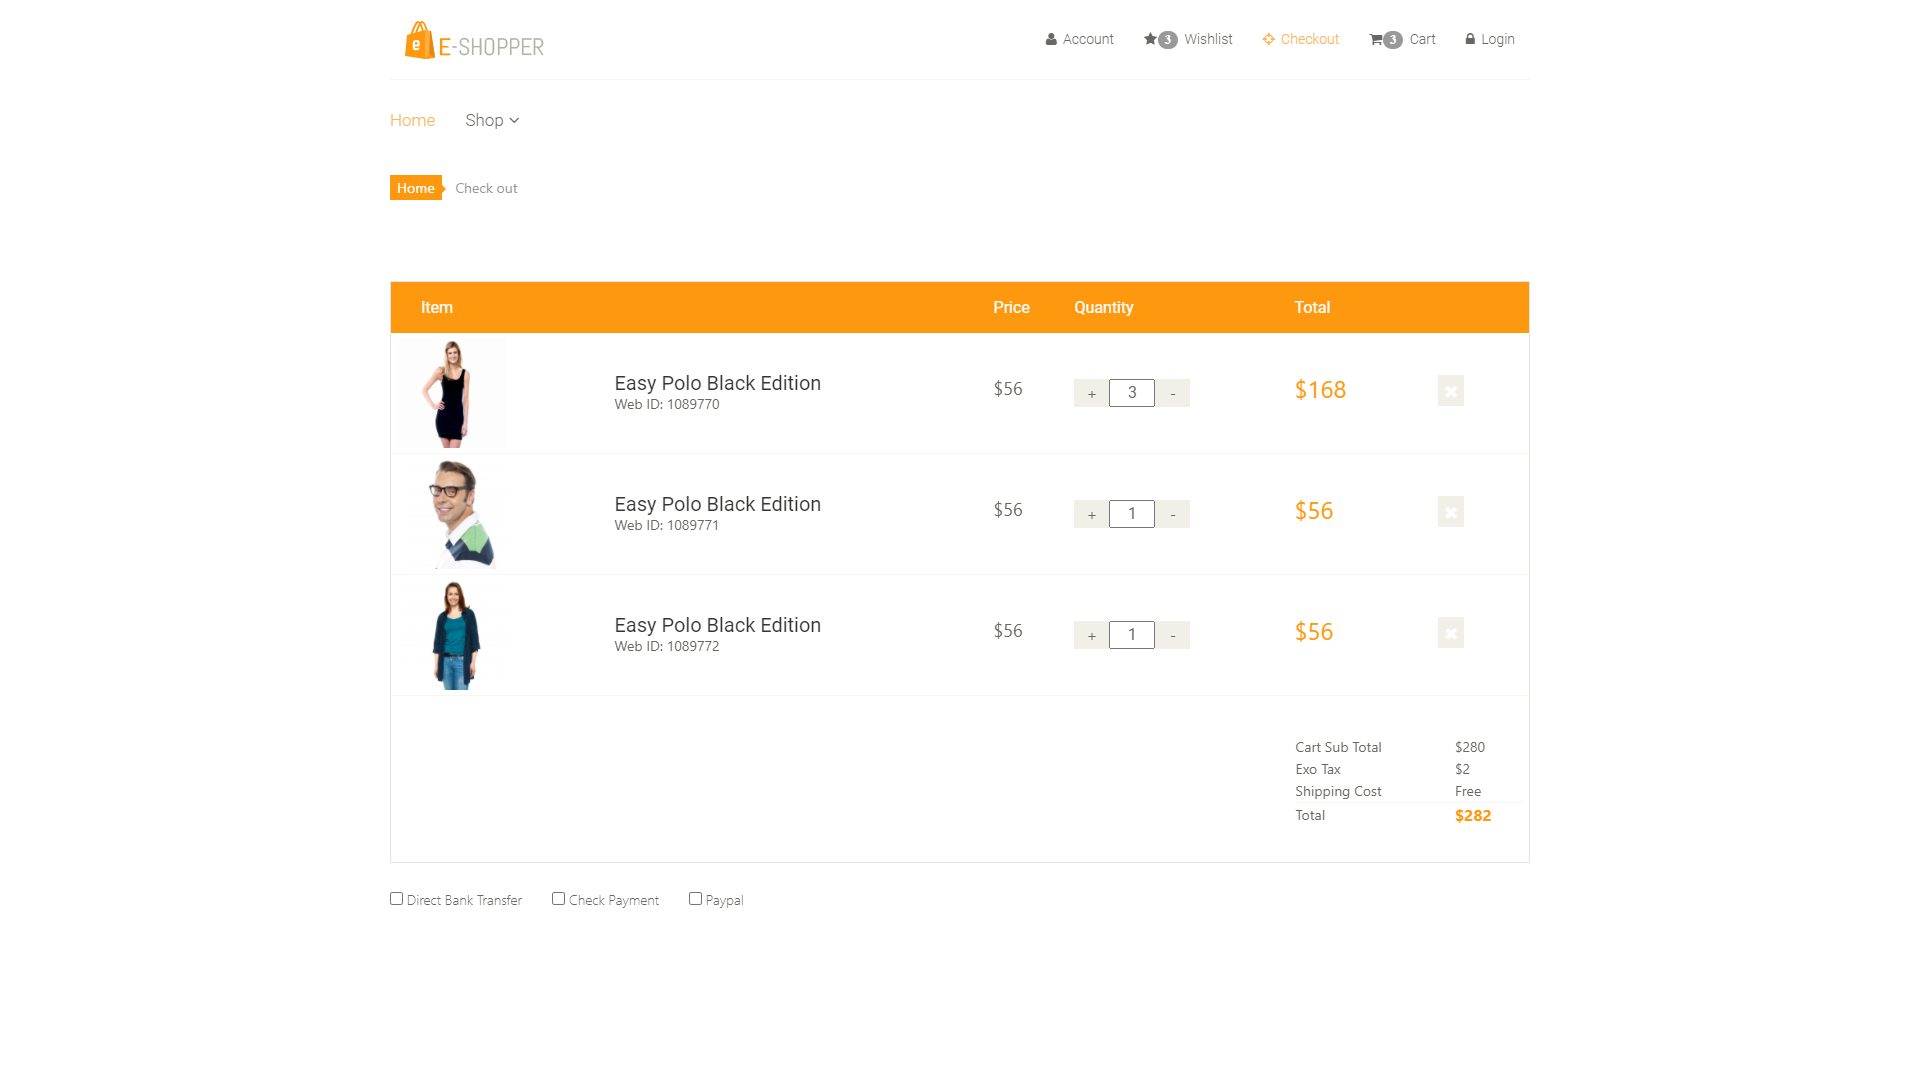 e E-SHOPPER
Account 3 Wishlist Checkout 3 Cart Login
Home Shop
Home Check out
Item Price Quantity Total
Easy Polo Black Edition
Web ID: 1089770
$56 + 3 - $168
Easy Polo Black Edition
Web ID: 1089771
$56 + 1 - $56
Easy Polo Black Edition
Web ID: 1089772
$56 + 1 - $56
Cart Sub Total $280
Exo Tax $2
Shipping Cost Free
Total $282
Direct Bank Transfer Check Payment Paypal